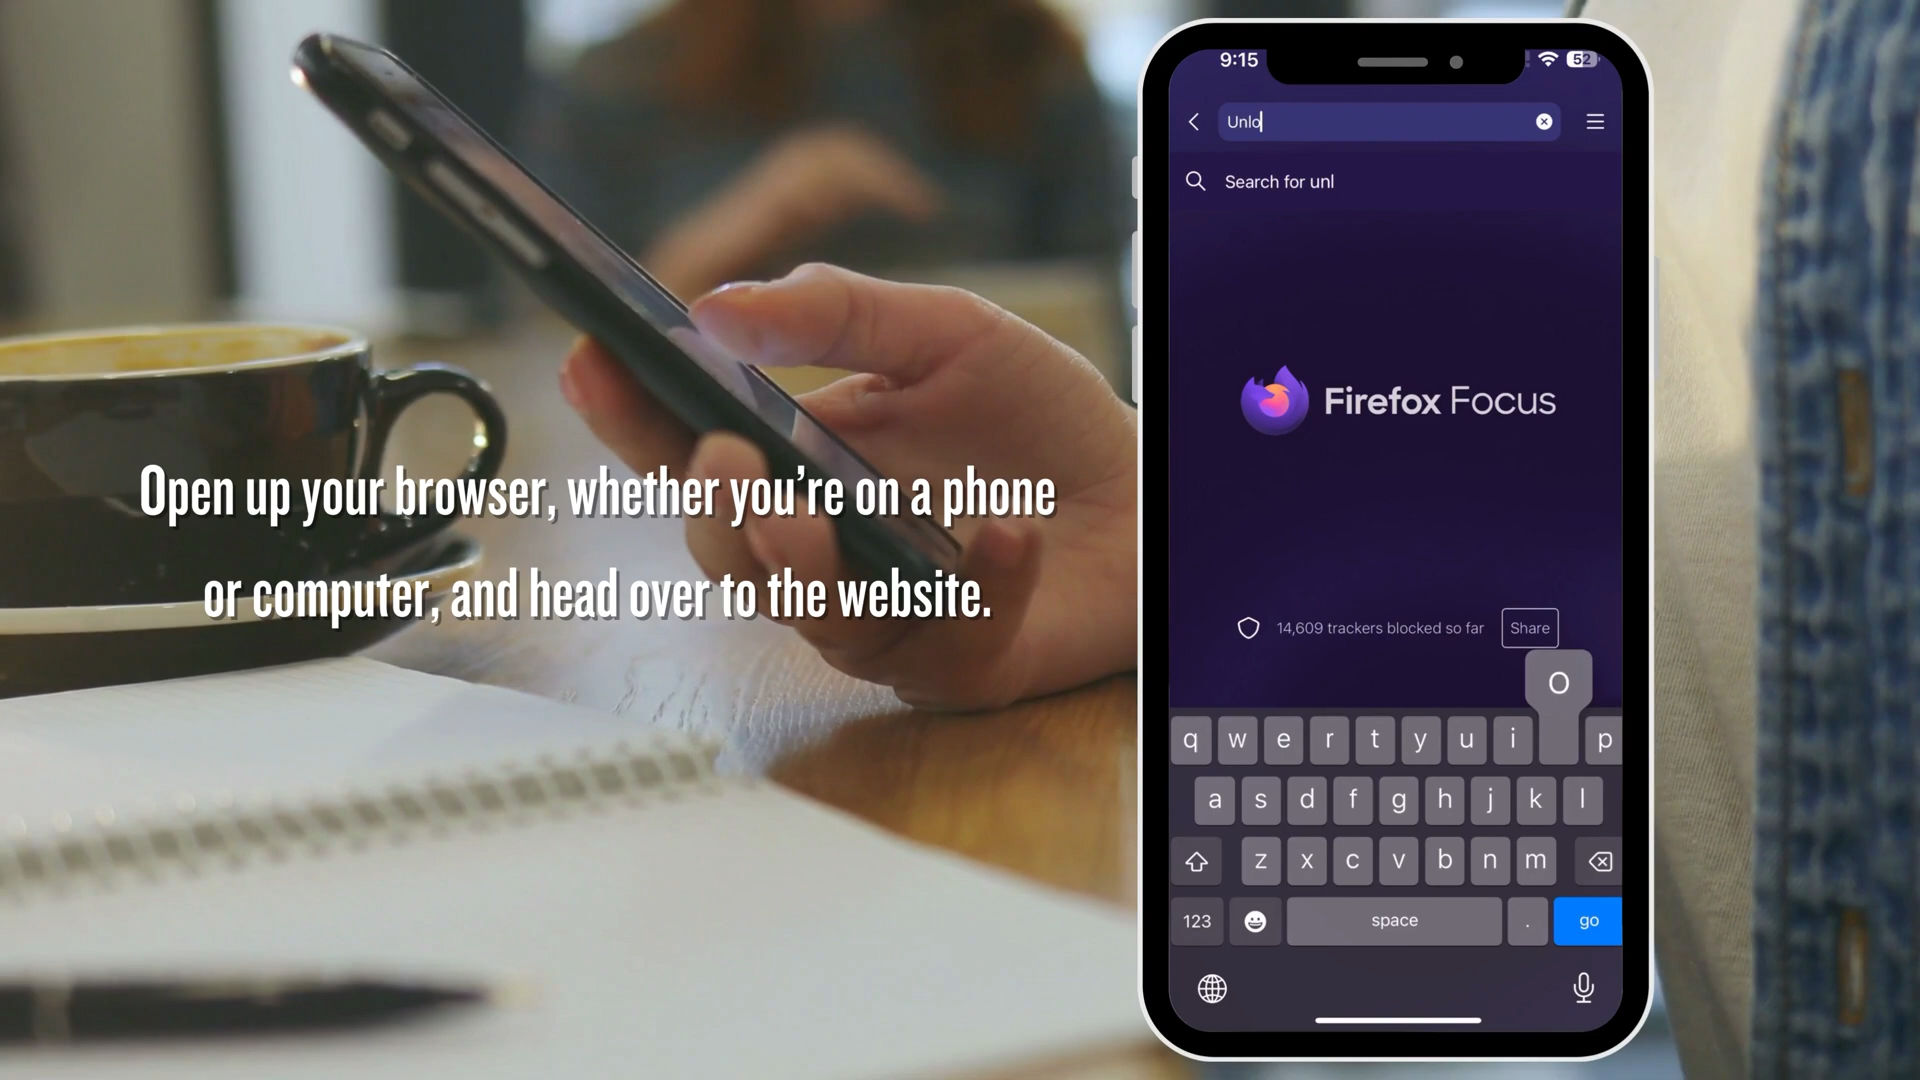 9:15
52
Unlo
Search for unl
Firefox Focus
Open up your browser, whether you're on a phone
or computer, and head over to the website.
14,609 trackers blocked so far
Share
O
q w e r t y u i p
a s d f g h j k l
z x c v b n m
123
space
.
go